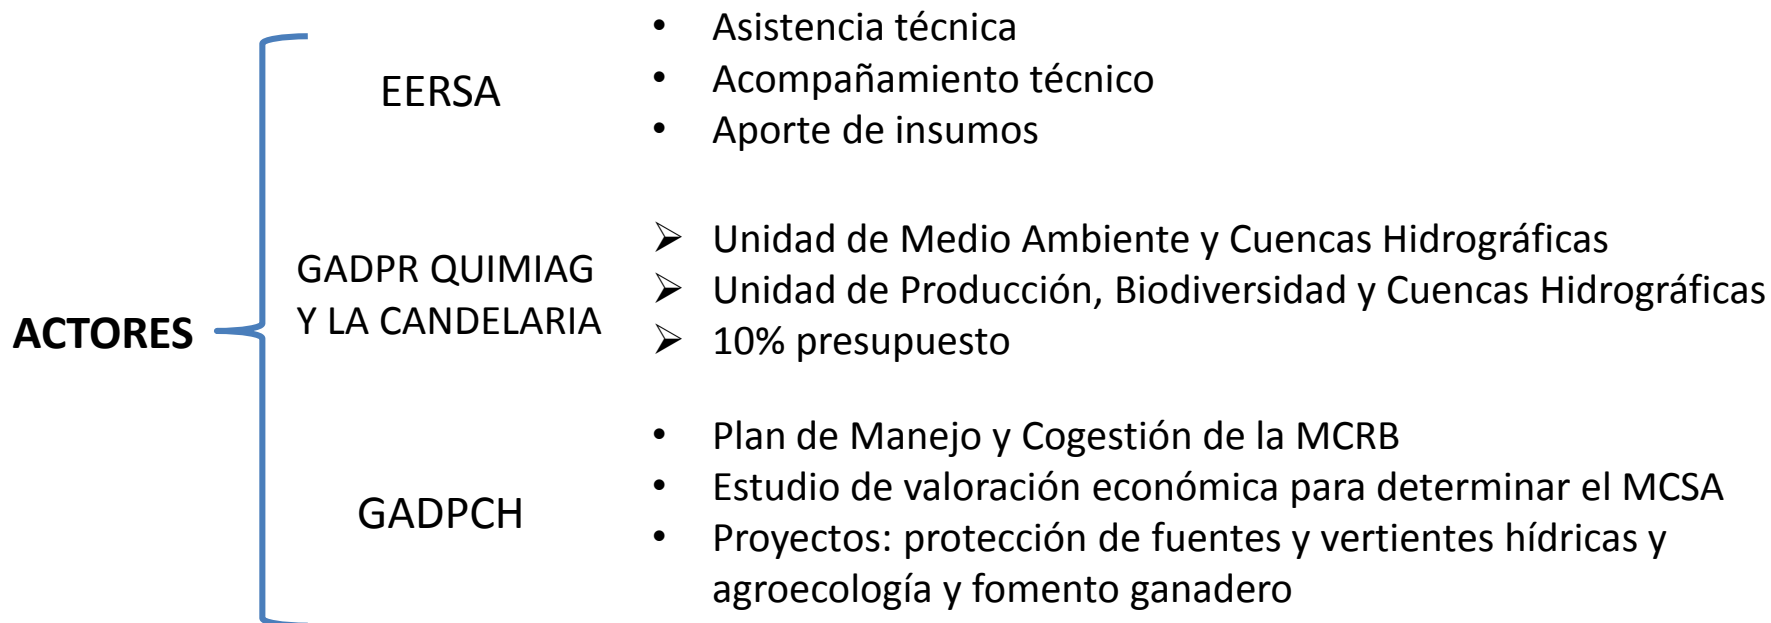 ACTORES
EERSA
• Asistencia técnica
• Acompañamiento técnico
• Aporte de insumos
GADPR QUIMIAG
Y LA CANDELARIA
➢ Unidad de Medio Ambiente y Cuencas Hidrográficas
➢ Unidad de Producción, Biodiversidad y Cuencas Hidrográficas
➢ 10% presupuesto
GADPCH
• Plan de Manejo y Cogestión de la MCRB
• Estudio de valoración económica para determinar el MCSA
• Proyectos: protección de fuentes y vertientes hídricas y
agroecología y fomento ganadero